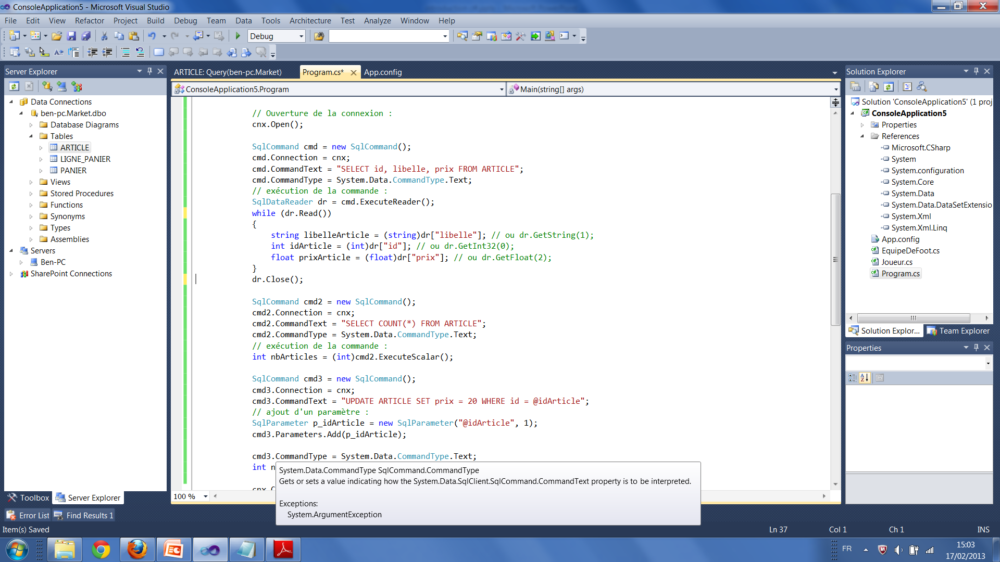 ConsoleApplication5 - Microsoft Visual Studio
File Edit View Refactor Project Build Debug Team Data Tools Architecture Test Analyze Window Help
Debug
Server Explorer
Data Connections
ben-pc.Market.dbo
Database Diagrams
Tables
ARTICLE
LIGNE_PANIER
PANIER
Views
Stored Procedures
Functions
Synonyms
Types
Assemblies
Servers
Ben-PC
SharePoint Connections
Toolbox Server Explorer
ARTICLE: Query(ben-pc.Market) Program.cs* App.config
ConsoleApplication5.Program Main(string[] args)
// Ouverture de la connexion :
cnx.Open();
SqlCommand cmd = new SqlCommand();
cmd.Connection = cnx;
cmd.CommandText = "SELECT id, libelle, prix FROM ARTICLE";
cmd.CommandType = System.Data.CommandType.Text;
// exécution de la commande :
SqlDataReader dr = cmd.ExecuteReader();
while (dr.Read())
{
string libelleArticle = (string)dr["libelle"]; // ou dr.GetString(1);
int idArticle = (int)dr["id"]; // ou dr.GetInt32(0);
float prixArticle = (float)dr["prix"]; // ou dr.GetFloat(2);
}
dr.Close();
SqlCommand cmd2 = new SqlCommand();
cmd2.Connection = cnx;
cmd2.CommandText = "SELECT COUNT(*) FROM ARTICLE";
cmd2.CommandType = System.Data.CommandType.Text;
// exécution de la commande :
int nbArticles = (int)cmd2.ExecuteScalar();
SqlCommand cmd3 = new SqlCommand();
cmd3.Connection = cnx;
cmd3.CommandText = "UPDATE ARTICLE SET prix = 20 WHERE id = @idArticle";
// ajout d'un paramètre :
SqlParameter p_idArticle = new SqlParameter("@idArticle", 1);
cmd3.Parameters.Add(p_idArticle);
cmd3.CommandType = System.Data.CommandType.Text;
int n
System.Data.CommandType SqlCommand.CommandType
Gets or sets a value indicating how the System.Data.SqlClient.SqlCommand.CommandText property is to be interpreted.
Exceptions:
System.ArgumentException
100 %
Solution Explorer
Solution 'ConsoleApplication5' (1 proj
ConsoleApplication5
Properties
References
Microsoft.CSharp
System
System.configuration
System.Core
System.Data
System.Data.DataSetExtensio
System.Xml
System.Xml.Linq
App.config
EquipeDeFoot.cs
Joueur.cs
Program.cs
Solution Explor... Team Explorer
Properties
Error List Find Results 1
Item(s) Saved Ln 37 Col 1 Ch 1 INS
FR 15:03
17/02/2013